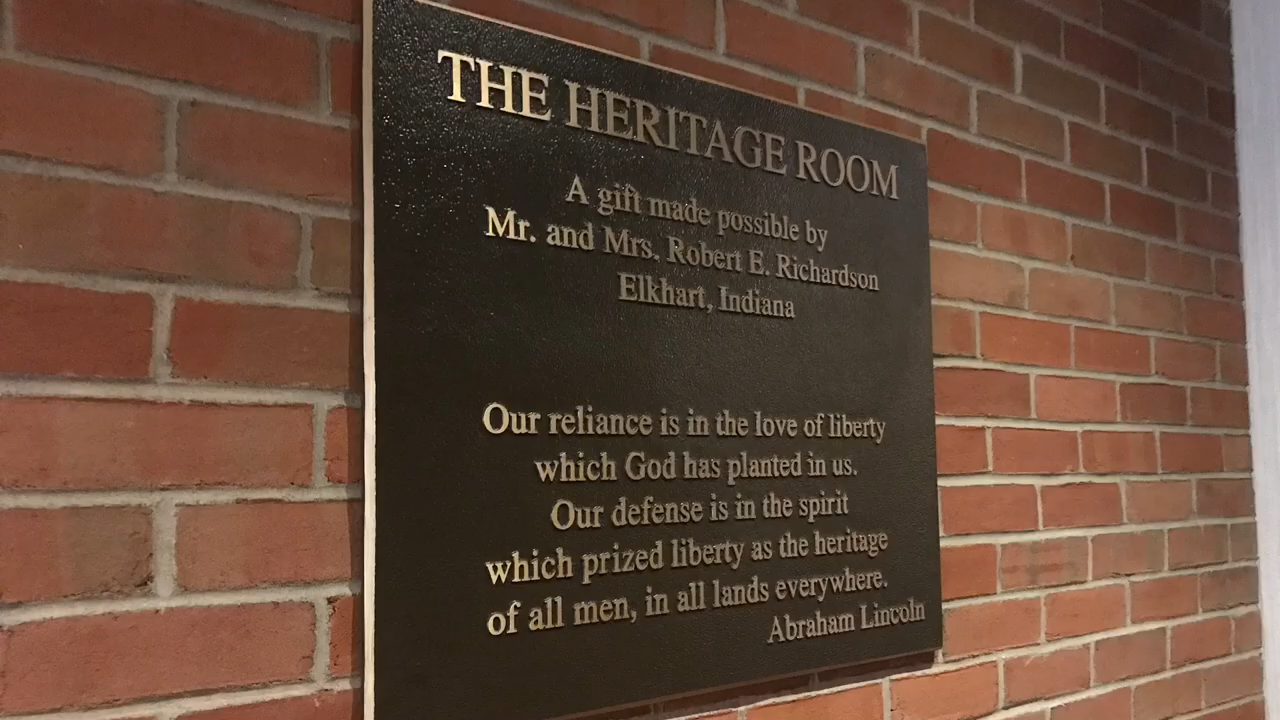 THE HERITAGE ROOM
A gift made possible by
Mr. and Mrs. Robert E. Richardson
Elkhart, Indiana
Our reliance is in the love of liberty
which God has planted in us.
Our defense is in the spirit
which prized liberty as the heritage
of all men, in all lands everywhere.
Abraham Lincoln